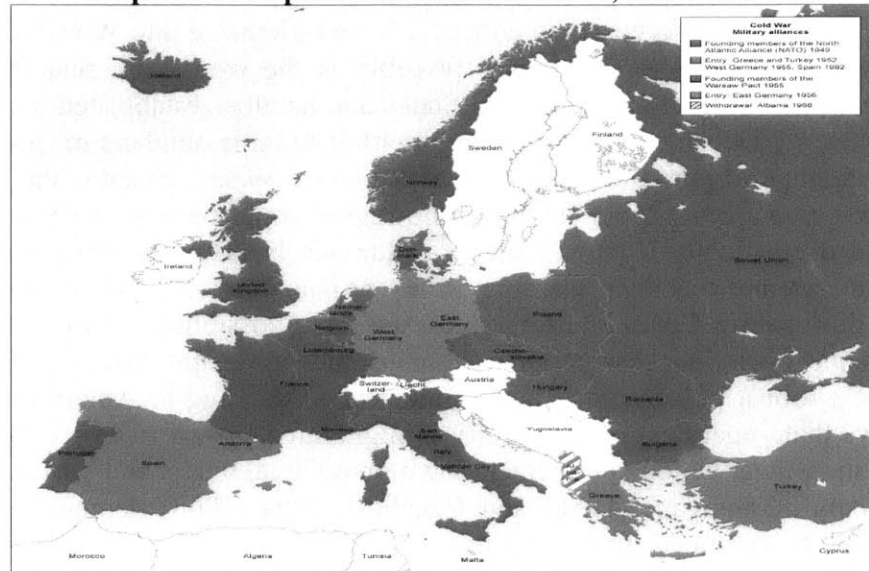 Cold War
Military alliances
Founding members of the North
Atlantic Alliance (NATO) 1949
Entry: Greece and Turkey 1952
West Germany 1955, Spain 1982
Founding members of the
Warsaw Pact 1955
Entry: East Germany 1956
Withdrawal: Albania 1968
Iceland
Sweden
Finland
Norway
Soviet Union
Ireland
United
Kingdom
Den-
mark
Nether-
lands
Belgium
Luxembourg
West
Germany
East
Germany
Poland
Czecho-
slovakia
France
Switzer-
land
Liecht.
Austria
Hungary
Romania
Yugoslavia
Bulgaria
Monaco
San
Marino
Italy
Vatican City
Andorra
Portugal
Spain
Greece
Turkey
Morocco
Algeria
Tunisia
Malta
Cyprus